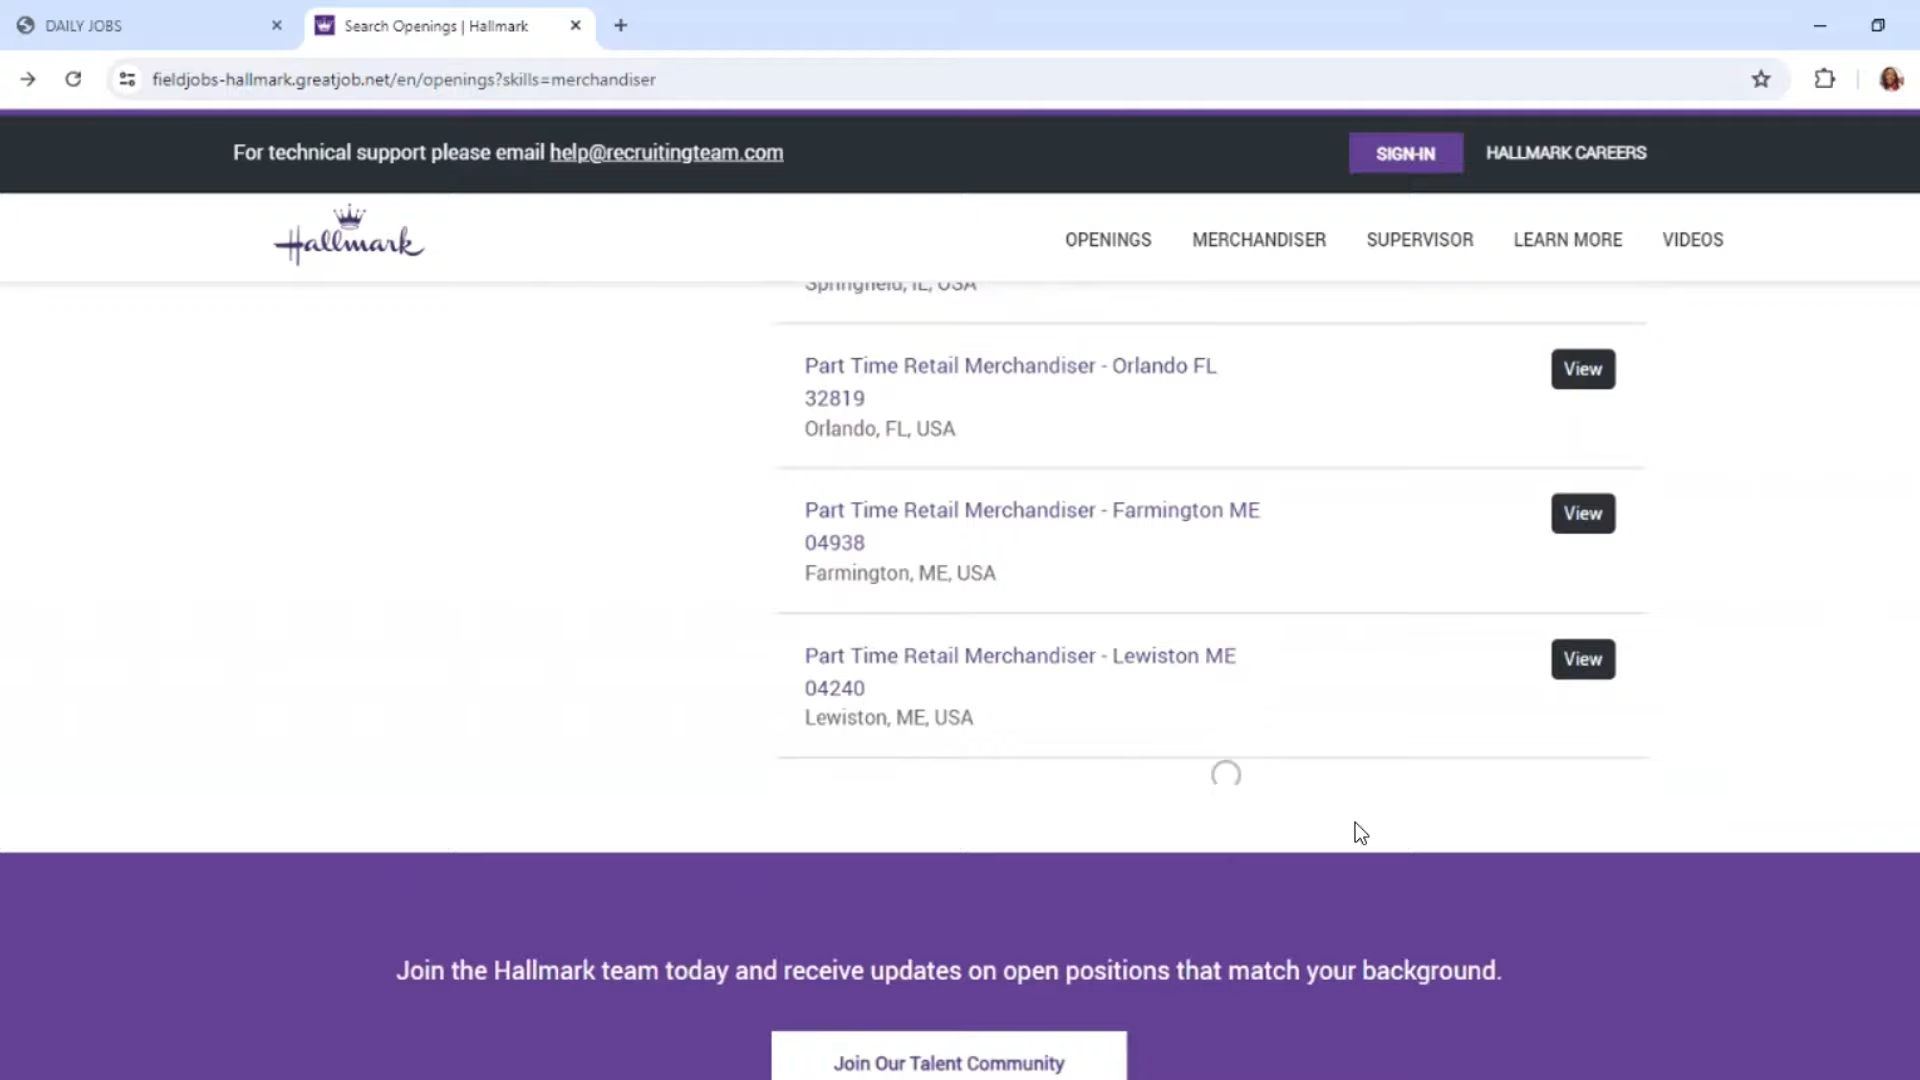 DAILY JOBS
Search Openings | Hallmark
fieldjobs-hallmark.greatjob.net/en/openings?skills=merchandiser
For technical support please email help@recruitingteam.com
SIGN-IN
HALLMARK CAREERS
Hallmark
OPENINGS
MERCHANDISER
SUPERVISOR
LEARN MORE
VIDEOS
Springfield, IL, USA
Part Time Retail Merchandiser - Orlando FL
32819
Orlando, FL, USA
View
Part Time Retail Merchandiser - Farmington ME
04938
Farmington, ME, USA
View
Part Time Retail Merchandiser - Lewiston ME
04240
Lewiston, ME, USA
View
Join the Hallmark team today and receive updates on open positions that match your background.
Join Our Talent Community